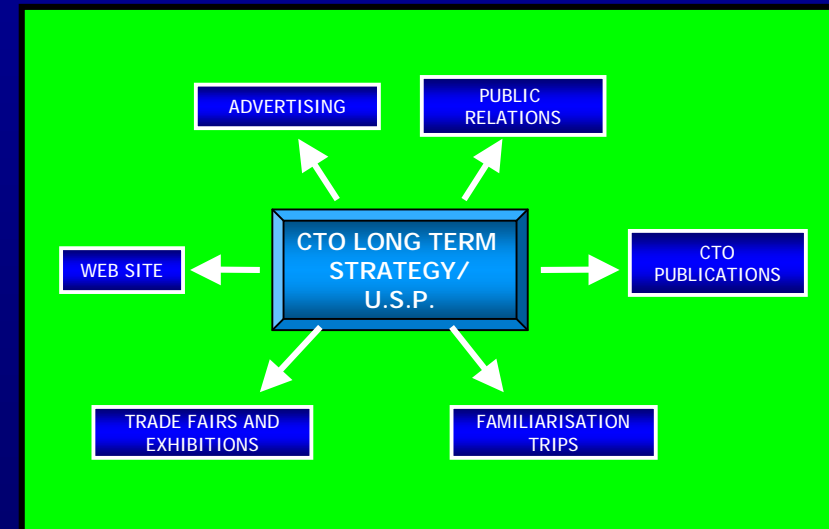 ADVERTISING
PUBLIC
RELATIONS
CTO LONG TERM
STRATEGY/
U.S.P.
WEB SITE
CTO
PUBLICATIONS
TRADE FAIRS AND
EXHIBITIONS
FAMILIARISATION
TRIPS